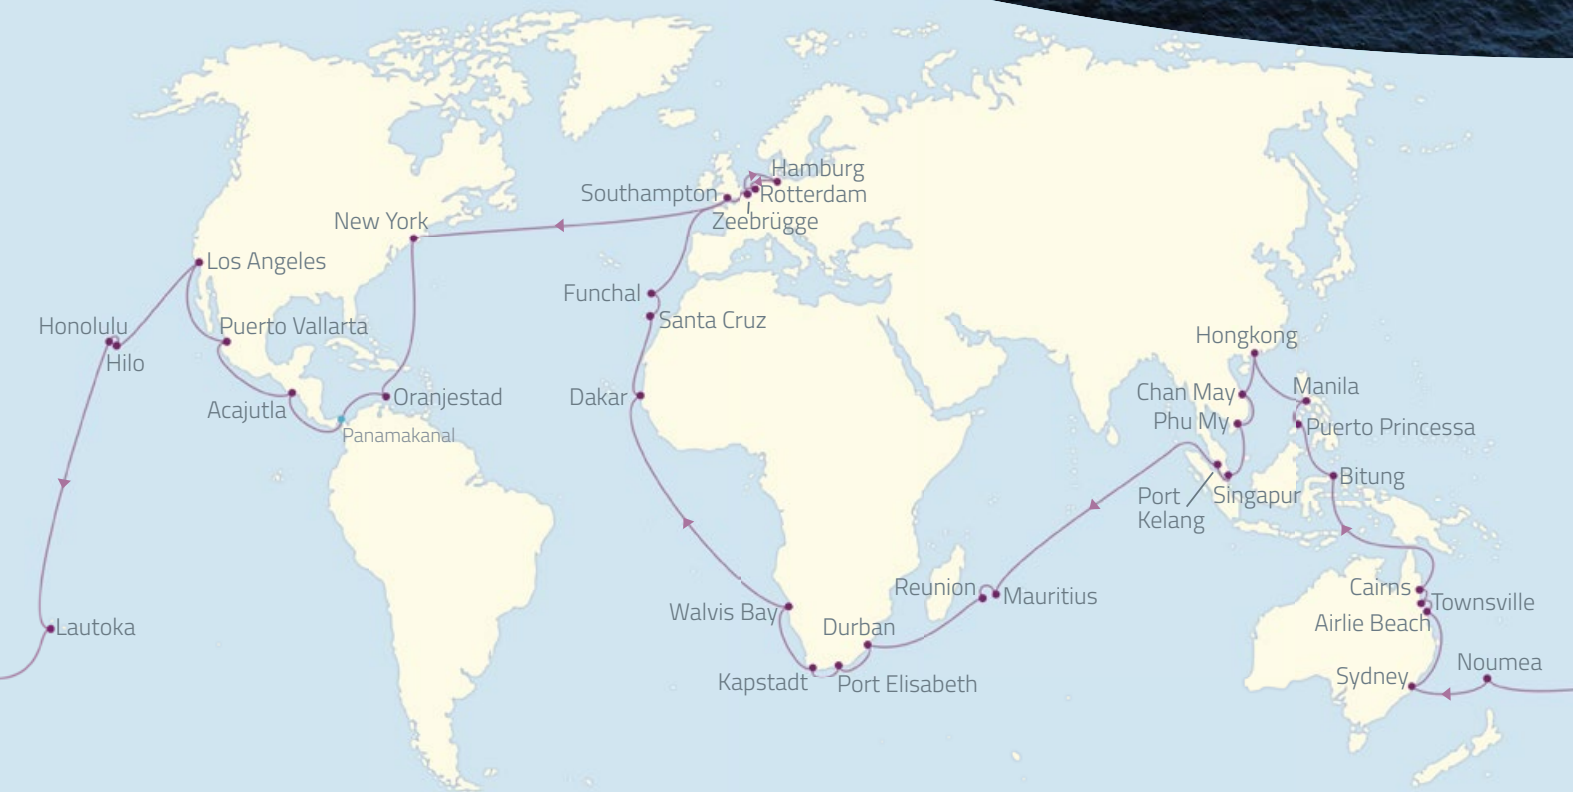 Hamburg
Southampton
Rotterdam
Zeebrügge
New York
Los Angeles
Funchal
Santa Cruz
Honolulu
Puerto Vallarta
Hilo
Hongkong
Acajutla
Oranjestad
Panamakanal
Dakar
Chan May
Manila
Phu My
Puerto Princessa
Bitung
Port
Kelang
Singapur
Reunion
Mauritius
Cairns
Townsville
Airlie Beach
Walvis Bay
Durban
Lautoka
Kapstadt
Port Elisabeth
Sydney
Noumea